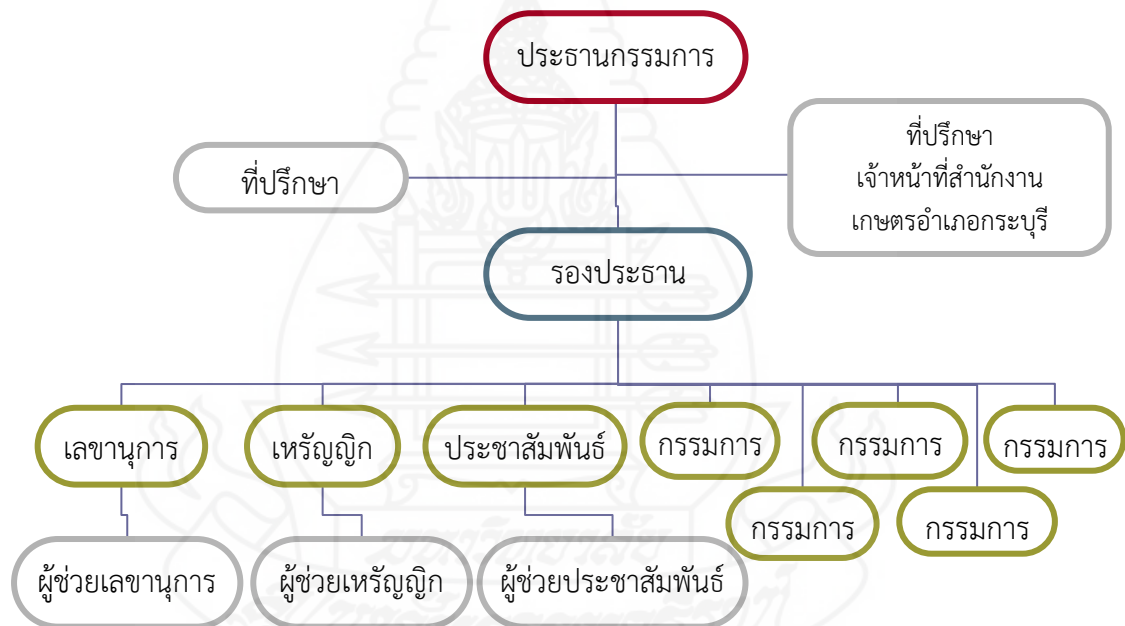 ประธานกรรมการ
ที่ปรึกษา
ที่ปรึกษา
เจ้าหน้าที่สำนักงาน
เกษตรอำเภอกระบุรี
รองประธาน
เลขานุการ
เหรัญญิก
ประชาสัมพันธ์
กรรมการ
กรรมการ
กรรมการ
กรรมการ
กรรมการ
ผู้ช่วยเลขานุการ
ผู้ช่วยเหรัญญิก
ผู้ช่วยประชาสัมพันธ์